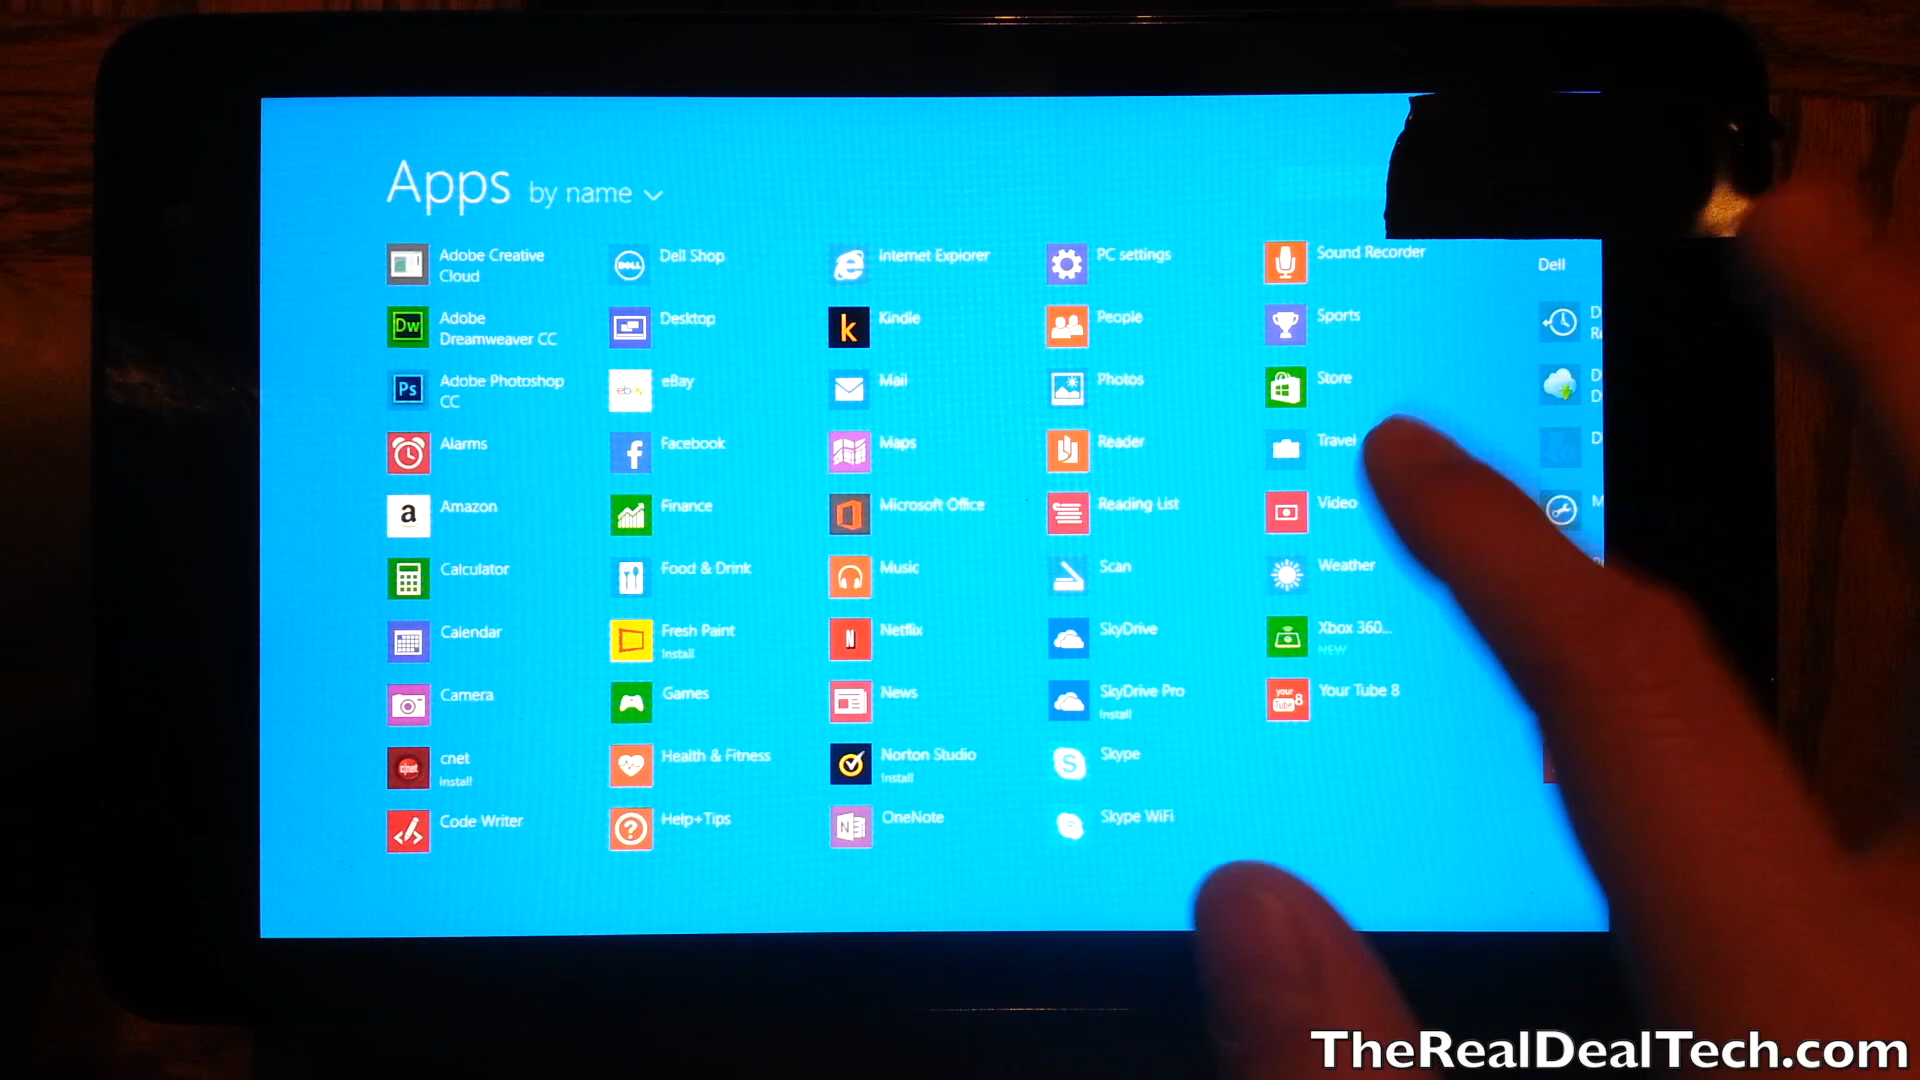 Apps by name
Adobe Creative
Cloud
Adobe
Dreamweaver CC
Adobe Photoshop
CC
Alarms
Amazon
Calculator
Calendar
Camera
cnet
Install
Code Writer
Dell Shop
Desktop
eBay
Facebook
Finance
Food & Drink
Fresh Paint
Install
Games
Health & Fitness
Help+Tips
Internet Explorer
Kindle
Mail
Maps
Microsoft Office
Music
Netflix
News
Norton Studio
Install
OneNote
PC settings
People
Photos
Reader
Reading List
Scan
SkyDrive
SkyDrive Pro
Install
Skype
Skype WiFi
Sound Recorder
Sports
Store
Travel
Video
Weather
Xbox 360...
NEW
Your Tube 8
Dell
TheRealDealTech.com